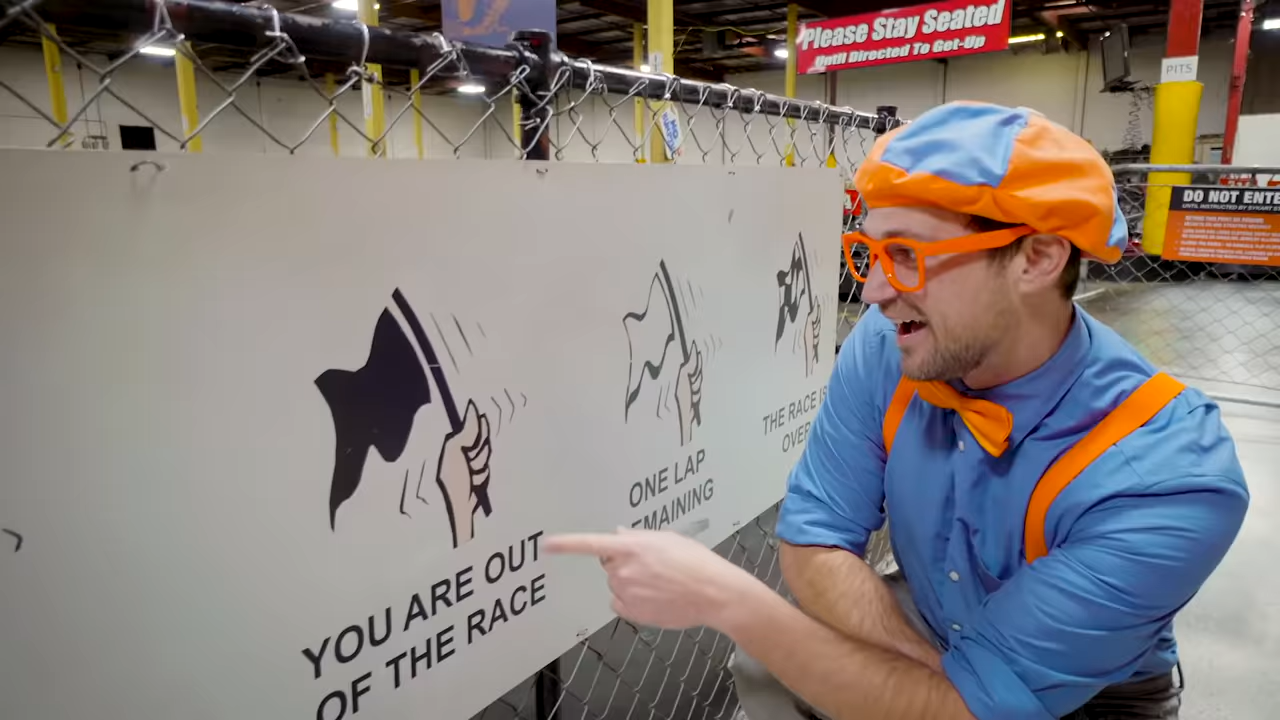 Please Stay Seated
Until Directed To Get-Up
PITS
DO NOT ENTE
YOU ARE OUT
OF THE RACE
ONE LAP
EMAINING
THE RACE IS
OVER